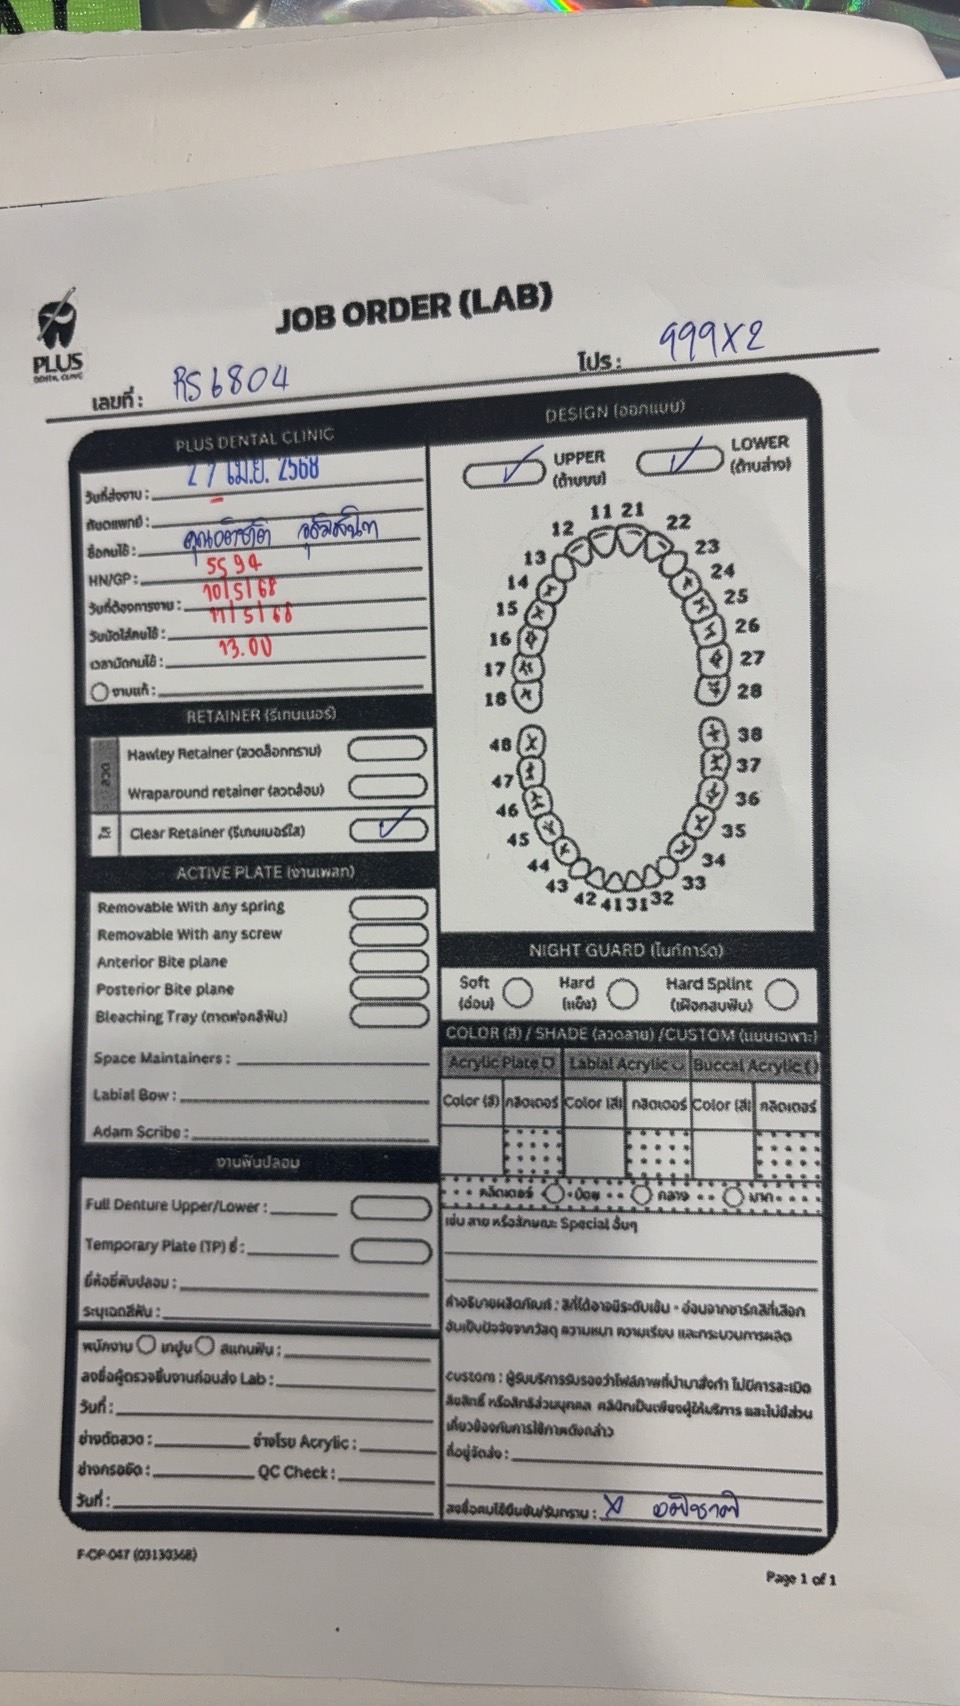 JOB ORDER (LAB)
PLUS
DENTAL CLINIC
เลขที่ : RS6804
โปร : 999X2
PLUS DENTAL CLINIC
วันที่ส่งงาน : 27 เม.ย. 2568
ทันตแพทย์ :
ชื่อคนไข้ :
HN/GP : 5594
วันที่ต้องการงาน : 10/5/68
วันนัดใส่คนไข้ : 11/5/68
เวลานัดคนไข้ : 13.00
งานแก้ :
RETAINER (รีเทนเนอร์)
ลวด
Hawley Retainer (ลวดล็อกกราม)
Wraparound retainer (ลวดอ้อม)
ใส
Clear Retainer (รีเทนเนอร์ใส)
ACTIVE PLATE (งานเพลท)
Removable With any spring
Removable With any screw
Anterior Bite plane
Posterior Bite plane
Bleaching Tray (ถาดฟอกสีฟัน)
Space Maintainers :
Labial Bow :
Adam Scribe :
งานฟันปลอม
Full Denture Upper/Lower :
Temporary Plate (TP) ซี่ :
ยี่ห้อซี่ฟันปลอม :
ระบุเฉดสีฟัน :
พนักงาน เทปูน สแกนฟัน :
ลงชื่อผู้ตรวจชิ้นงานก่อนส่ง Lab :
วันที่ :
ช่างดัดลวด : ช่างโรย Acrylic :
ช่างกรอขัด : QC Check :
วันที่ :
DESIGN (ออกแบบ)
UPPER
(ด้านบน)
LOWER
(ด้านล่าง)
11 21
12 22
13 23
14 24
15 25
16 26
17 27
18 28
48 38
47 37
46 36
45 35
44 34
43 33
42 41 31 32
NIGHT GUARD (ไนท์การ์ด)
Soft
(อ่อน)
Hard
(แข็ง)
Hard Splint
(เฝือกสบฟัน)
COLOR (สี) / SHADE (ลวดลาย) /CUSTOM (แบบเฉพาะ)
Acrylic Plate Labial Acrylic Buccal Acrylic
Color (สี) กลิตเตอร์ Color (สี) กลิตเตอร์ Color (สี) กลิตเตอร์
กลิตเตอร์ น้อย กลาง มาก
เช่น ลาย หรือลักษณะ Special อื่นๆ
คำอธิบายผลิตภัณฑ์ : สีที่ได้อาจมีระดับเข้ม - อ่อนจากชาร์คสีที่เลือก
อันเป็นปัจจัยจากวัสดุ ความหนา ความเรียบ และกระบวนการผลิต
custom : ผู้รับบริการรับรองว่าไฟล์ภาพที่นำมาสั่งทำ ไม่มีการละเมิด
ลิขสิทธิ์ หรือสิทธิส่วนบุคคล คลินิกเป็นเพียงผู้ให้บริการ และไม่มีส่วน
เกี่ยวข้องกับการใช้ภาพดังกล่าว
ที่อยู่จัดส่ง :
ลงชื่อคนไข้ยืนยัน/รับทราบ : X
F-OP-047 (03130368)
Page 1 of 1